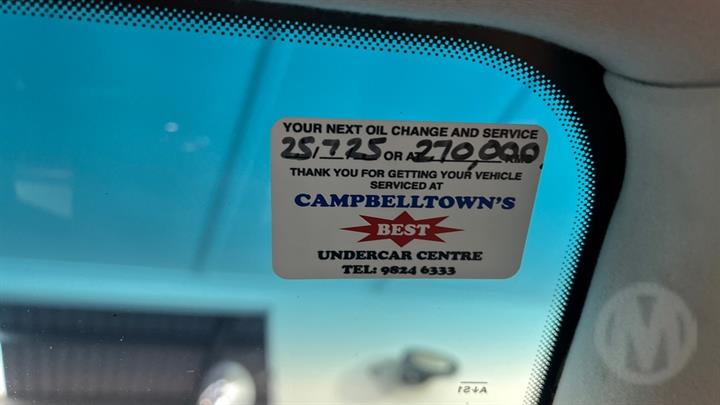 YOUR NEXT OIL CHANGE AND SERVICE
25/7/25 OR AT 270,000 KMS
THANK YOU FOR GETTING YOUR VEHICLE
SERVICED AT
CAMPBELLTOWN'S
BEST
UNDERCAR CENTRE
TEL: 9824 6333
M